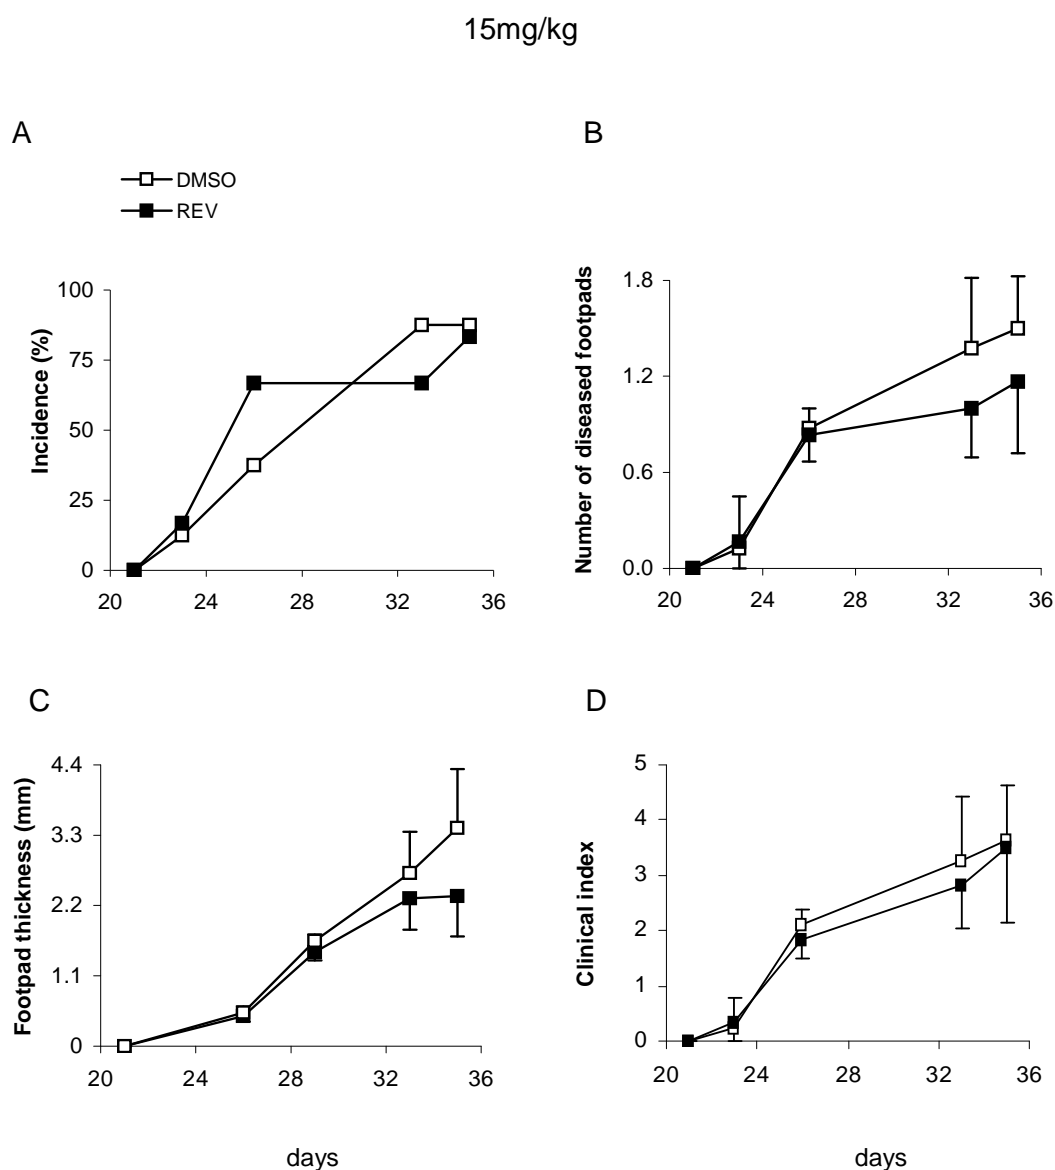 15mg/kg
A
DMSO
REV
Incidence (%)
100
75
50
25
0
20 24 28 32 36
B
Number of diseased footpads
1.8
1.2
0.6
0.0
20 24 28 32 36
C
Footpad thickness (mm)
4.4
3.3
2.2
1.1
0
20 24 28 32 36
days
D
Clinical index
5
4
3
2
1
0
20 24 28 32 36
days